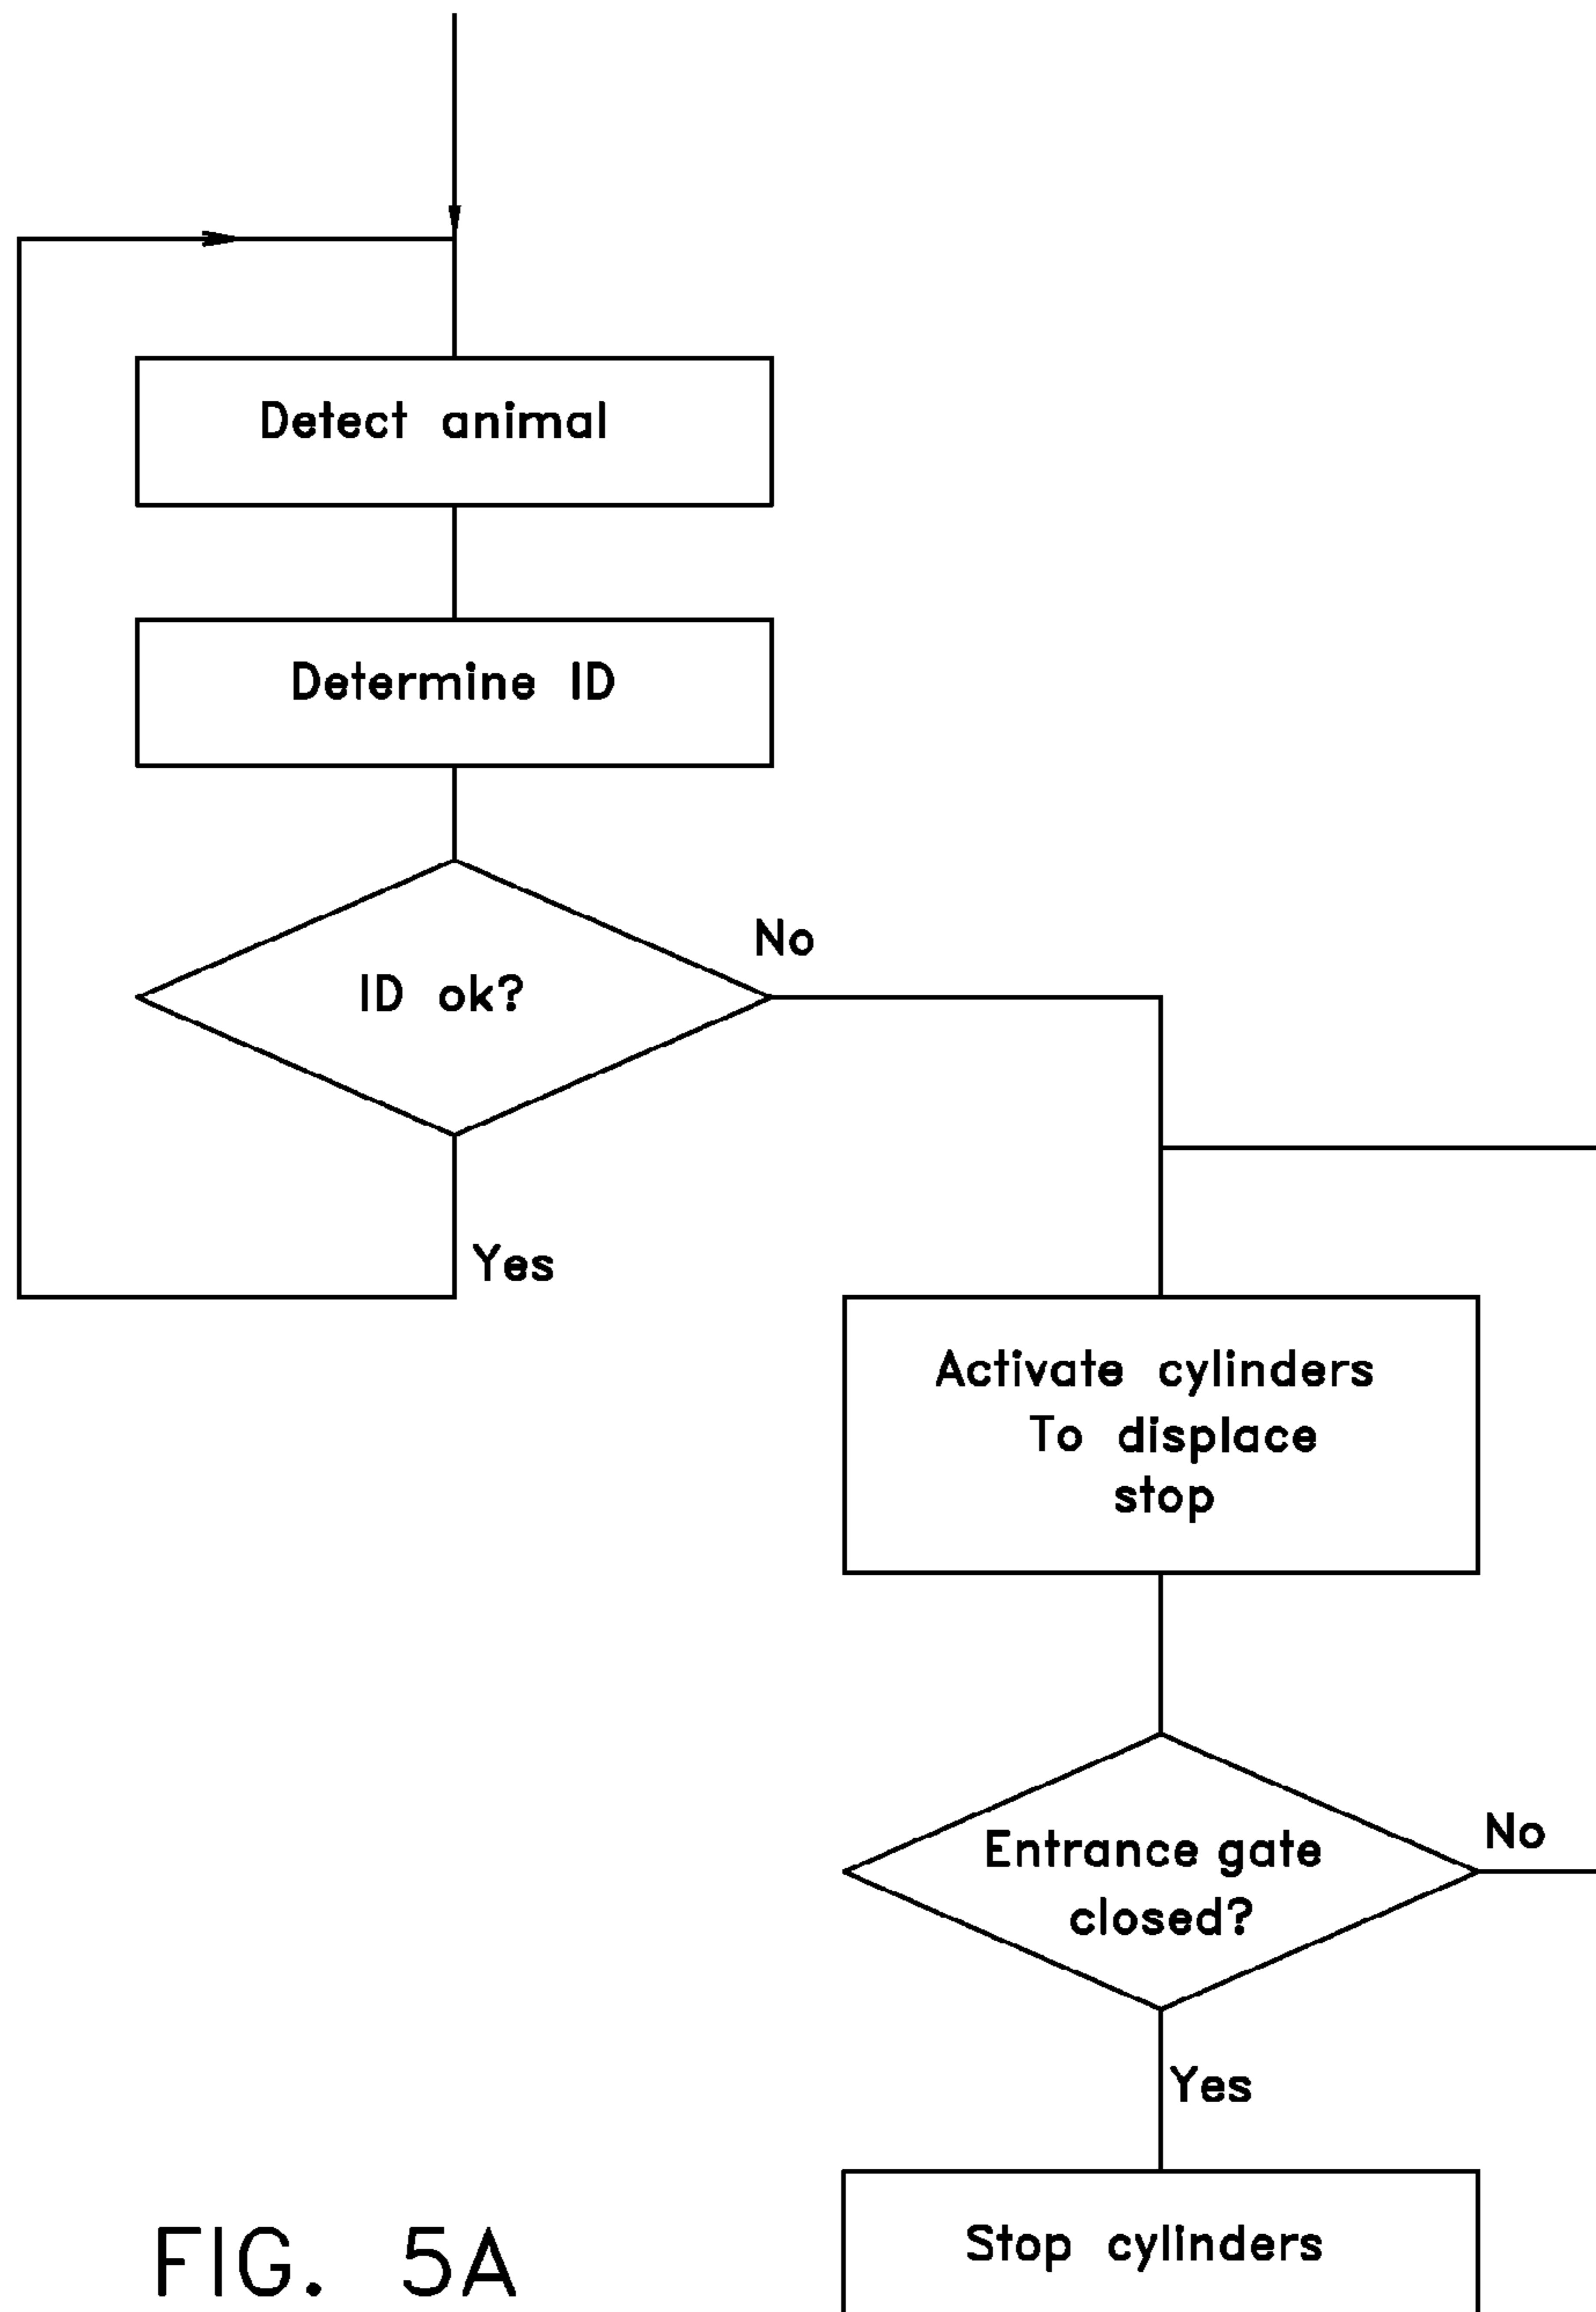 Detect animal
Determine ID
No
ID ok?
Yes
Activate cylinders
To displace
stop
No
Entrance gate
closed?
Yes
Stop cylinders
FIG. 5A